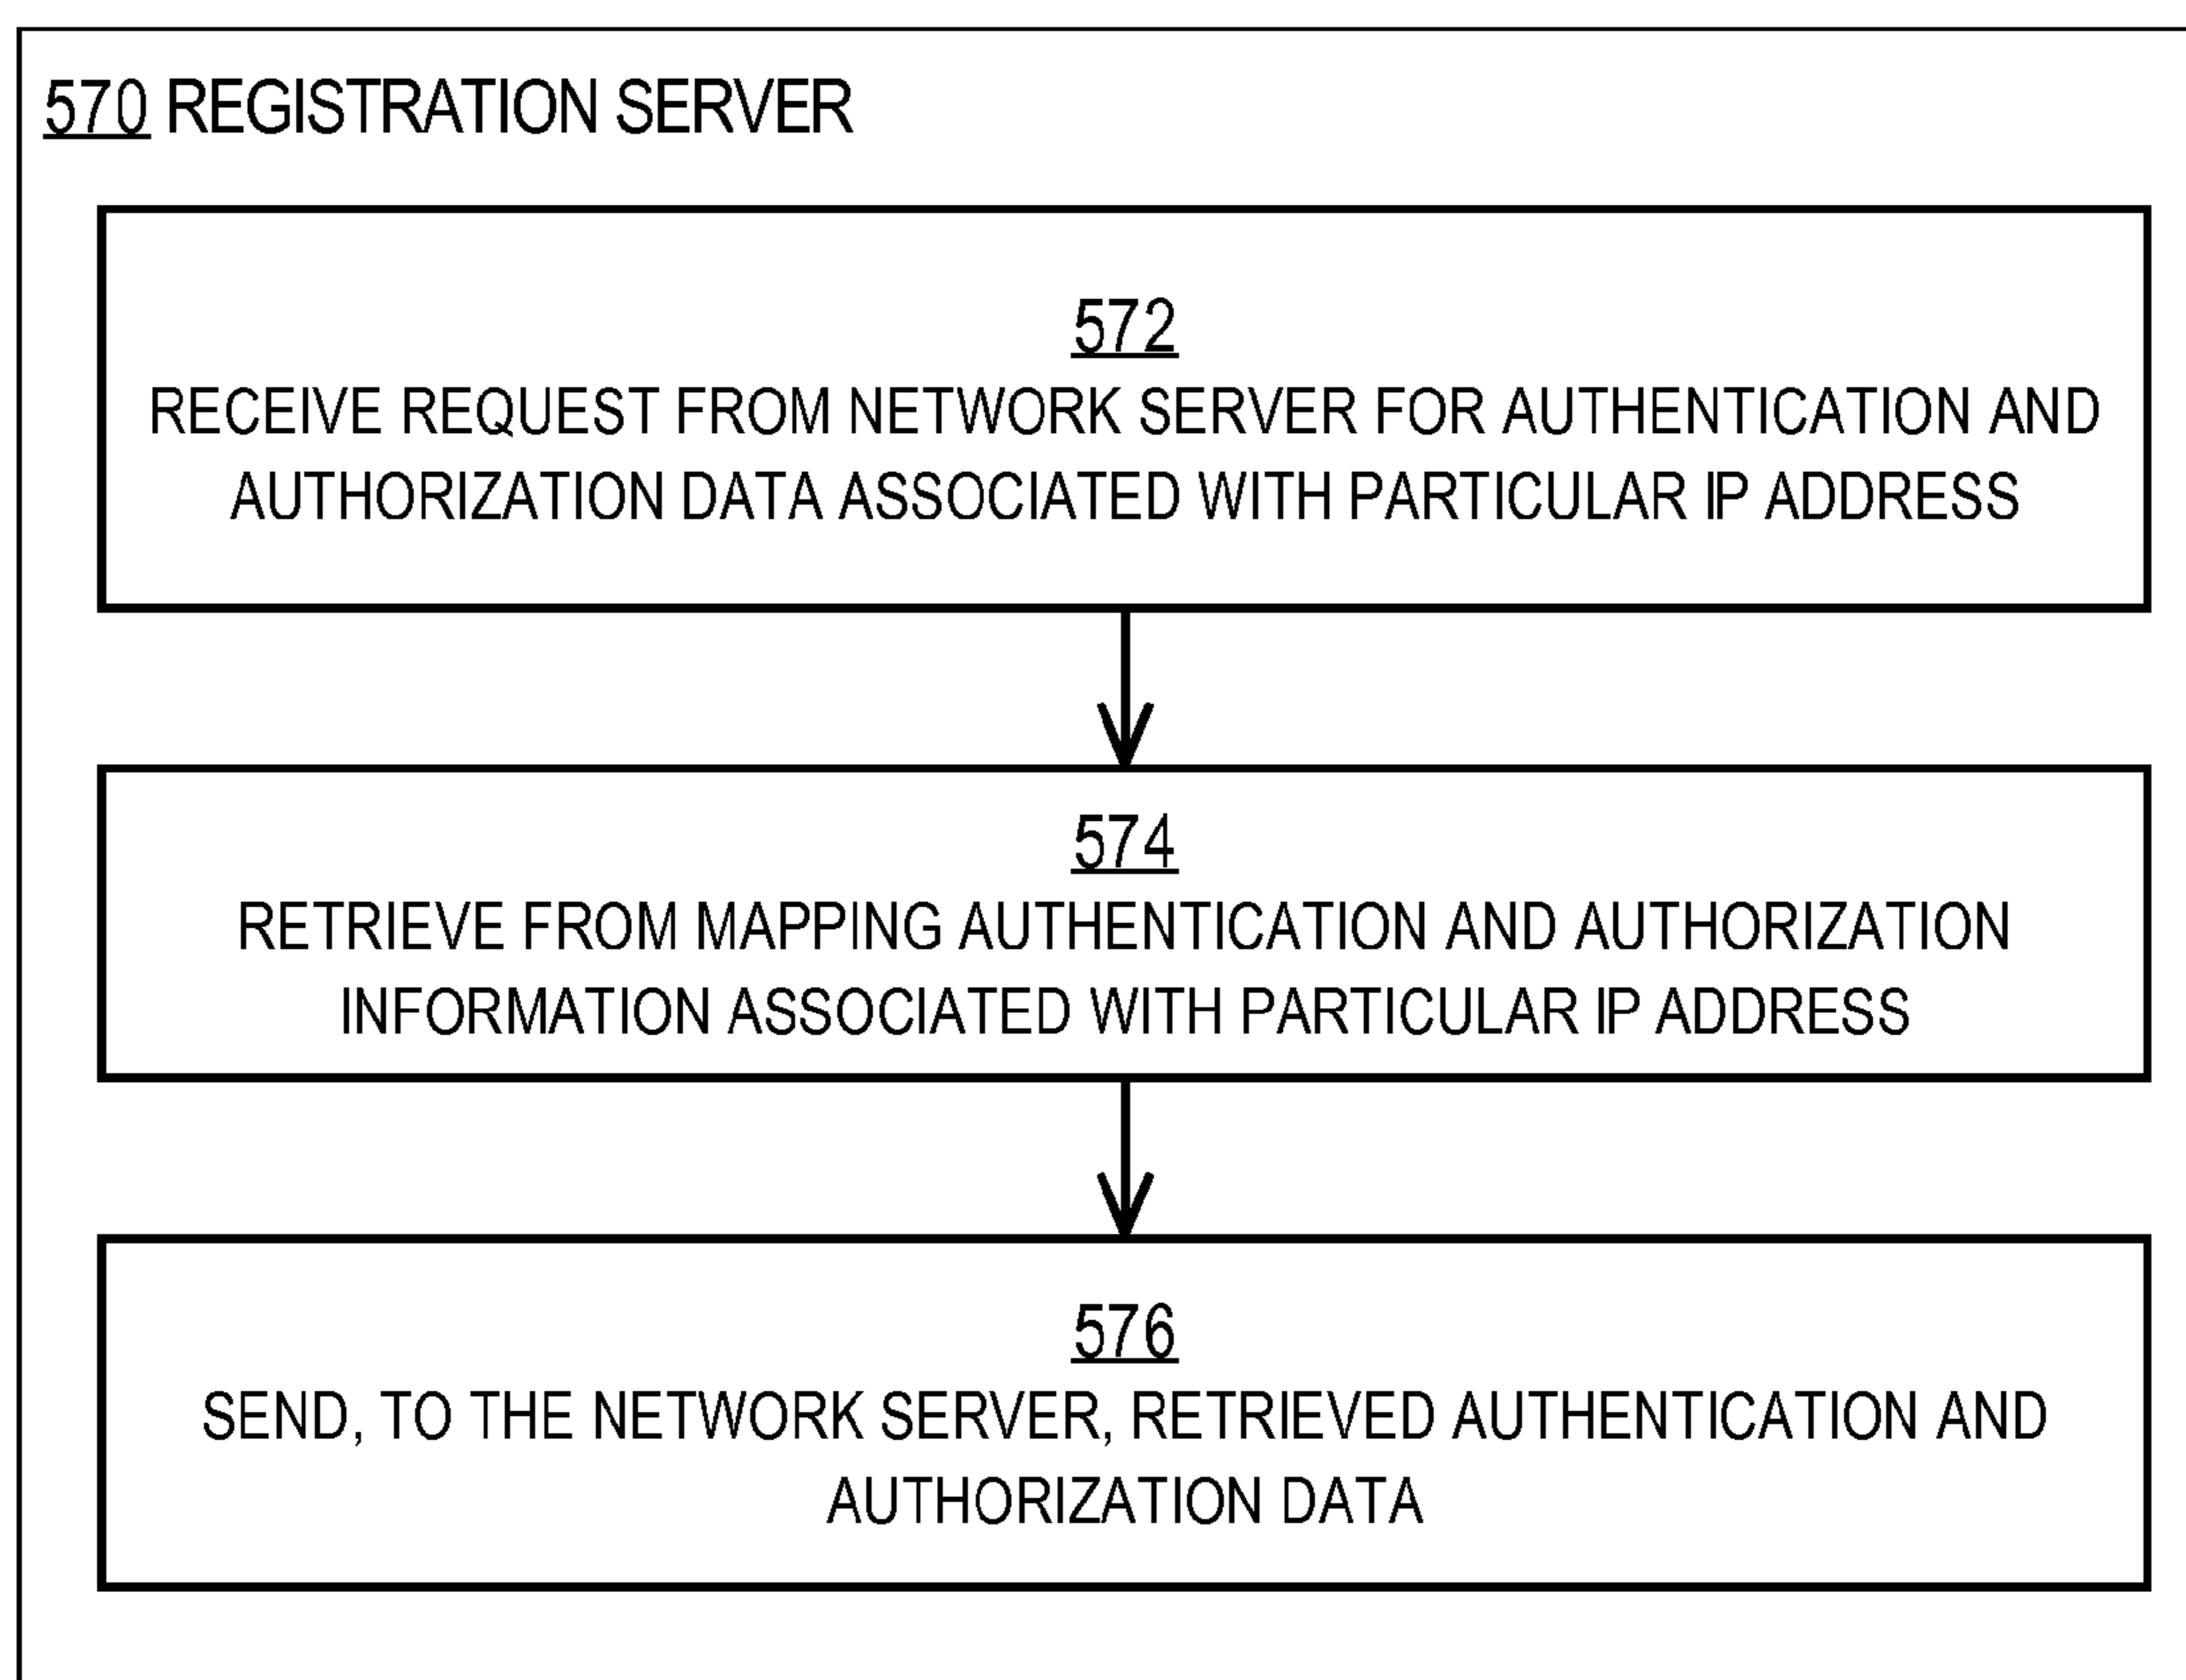 570 REGISTRATION SERVER
572
RECEIVE REQUEST FROM NETWORK SERVER FOR AUTHENTICATION AND
AUTHORIZATION DATA ASSOCIATED WITH PARTICULAR IP ADDRESS
574
RETRIEVE FROM MAPPING AUTHENTICATION AND AUTHORIZATION
INFORMATION ASSOCIATED WITH PARTICULAR IP ADDRESS
576
SEND, TO THE NETWORK SERVER, RETRIEVED AUTHENTICATION AND
AUTHORIZATION DATA